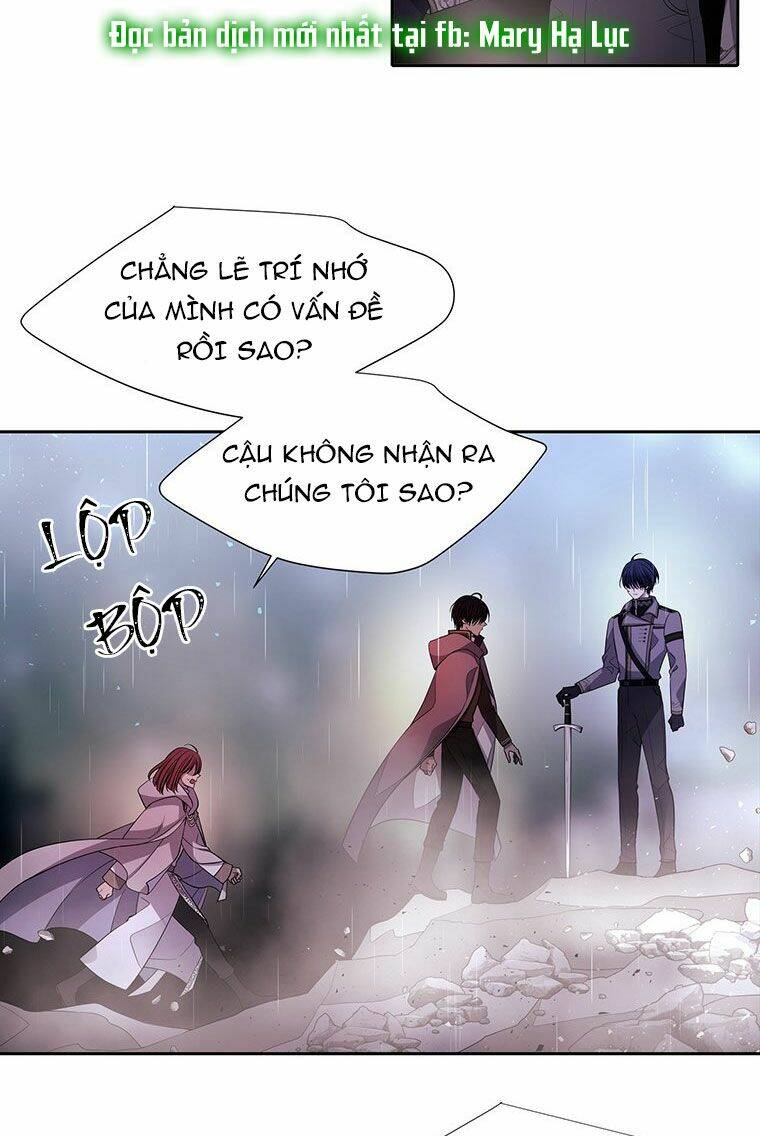 Đọc bản dịch mới nhất tại fb: Mary Hạ Lục
CHẲNG LẼ TRÍ NHỚ
CỦA MÌNH CÓ VẤN ĐỀ
RỒI SAO?
CẬU KHÔNG NHẬN RA
CHÚNG TÔI SAO?
LỘP
BỘP